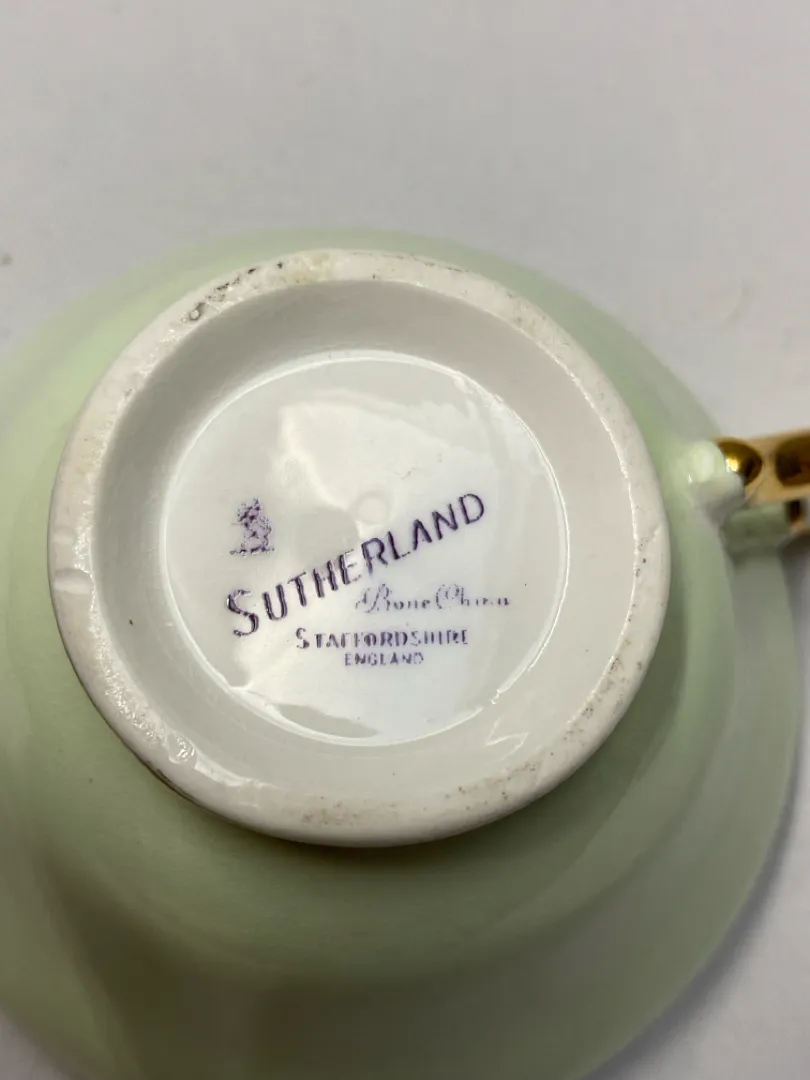 SUTHERLAND
Bone China
STAFFORDSHIRE
ENGLAND